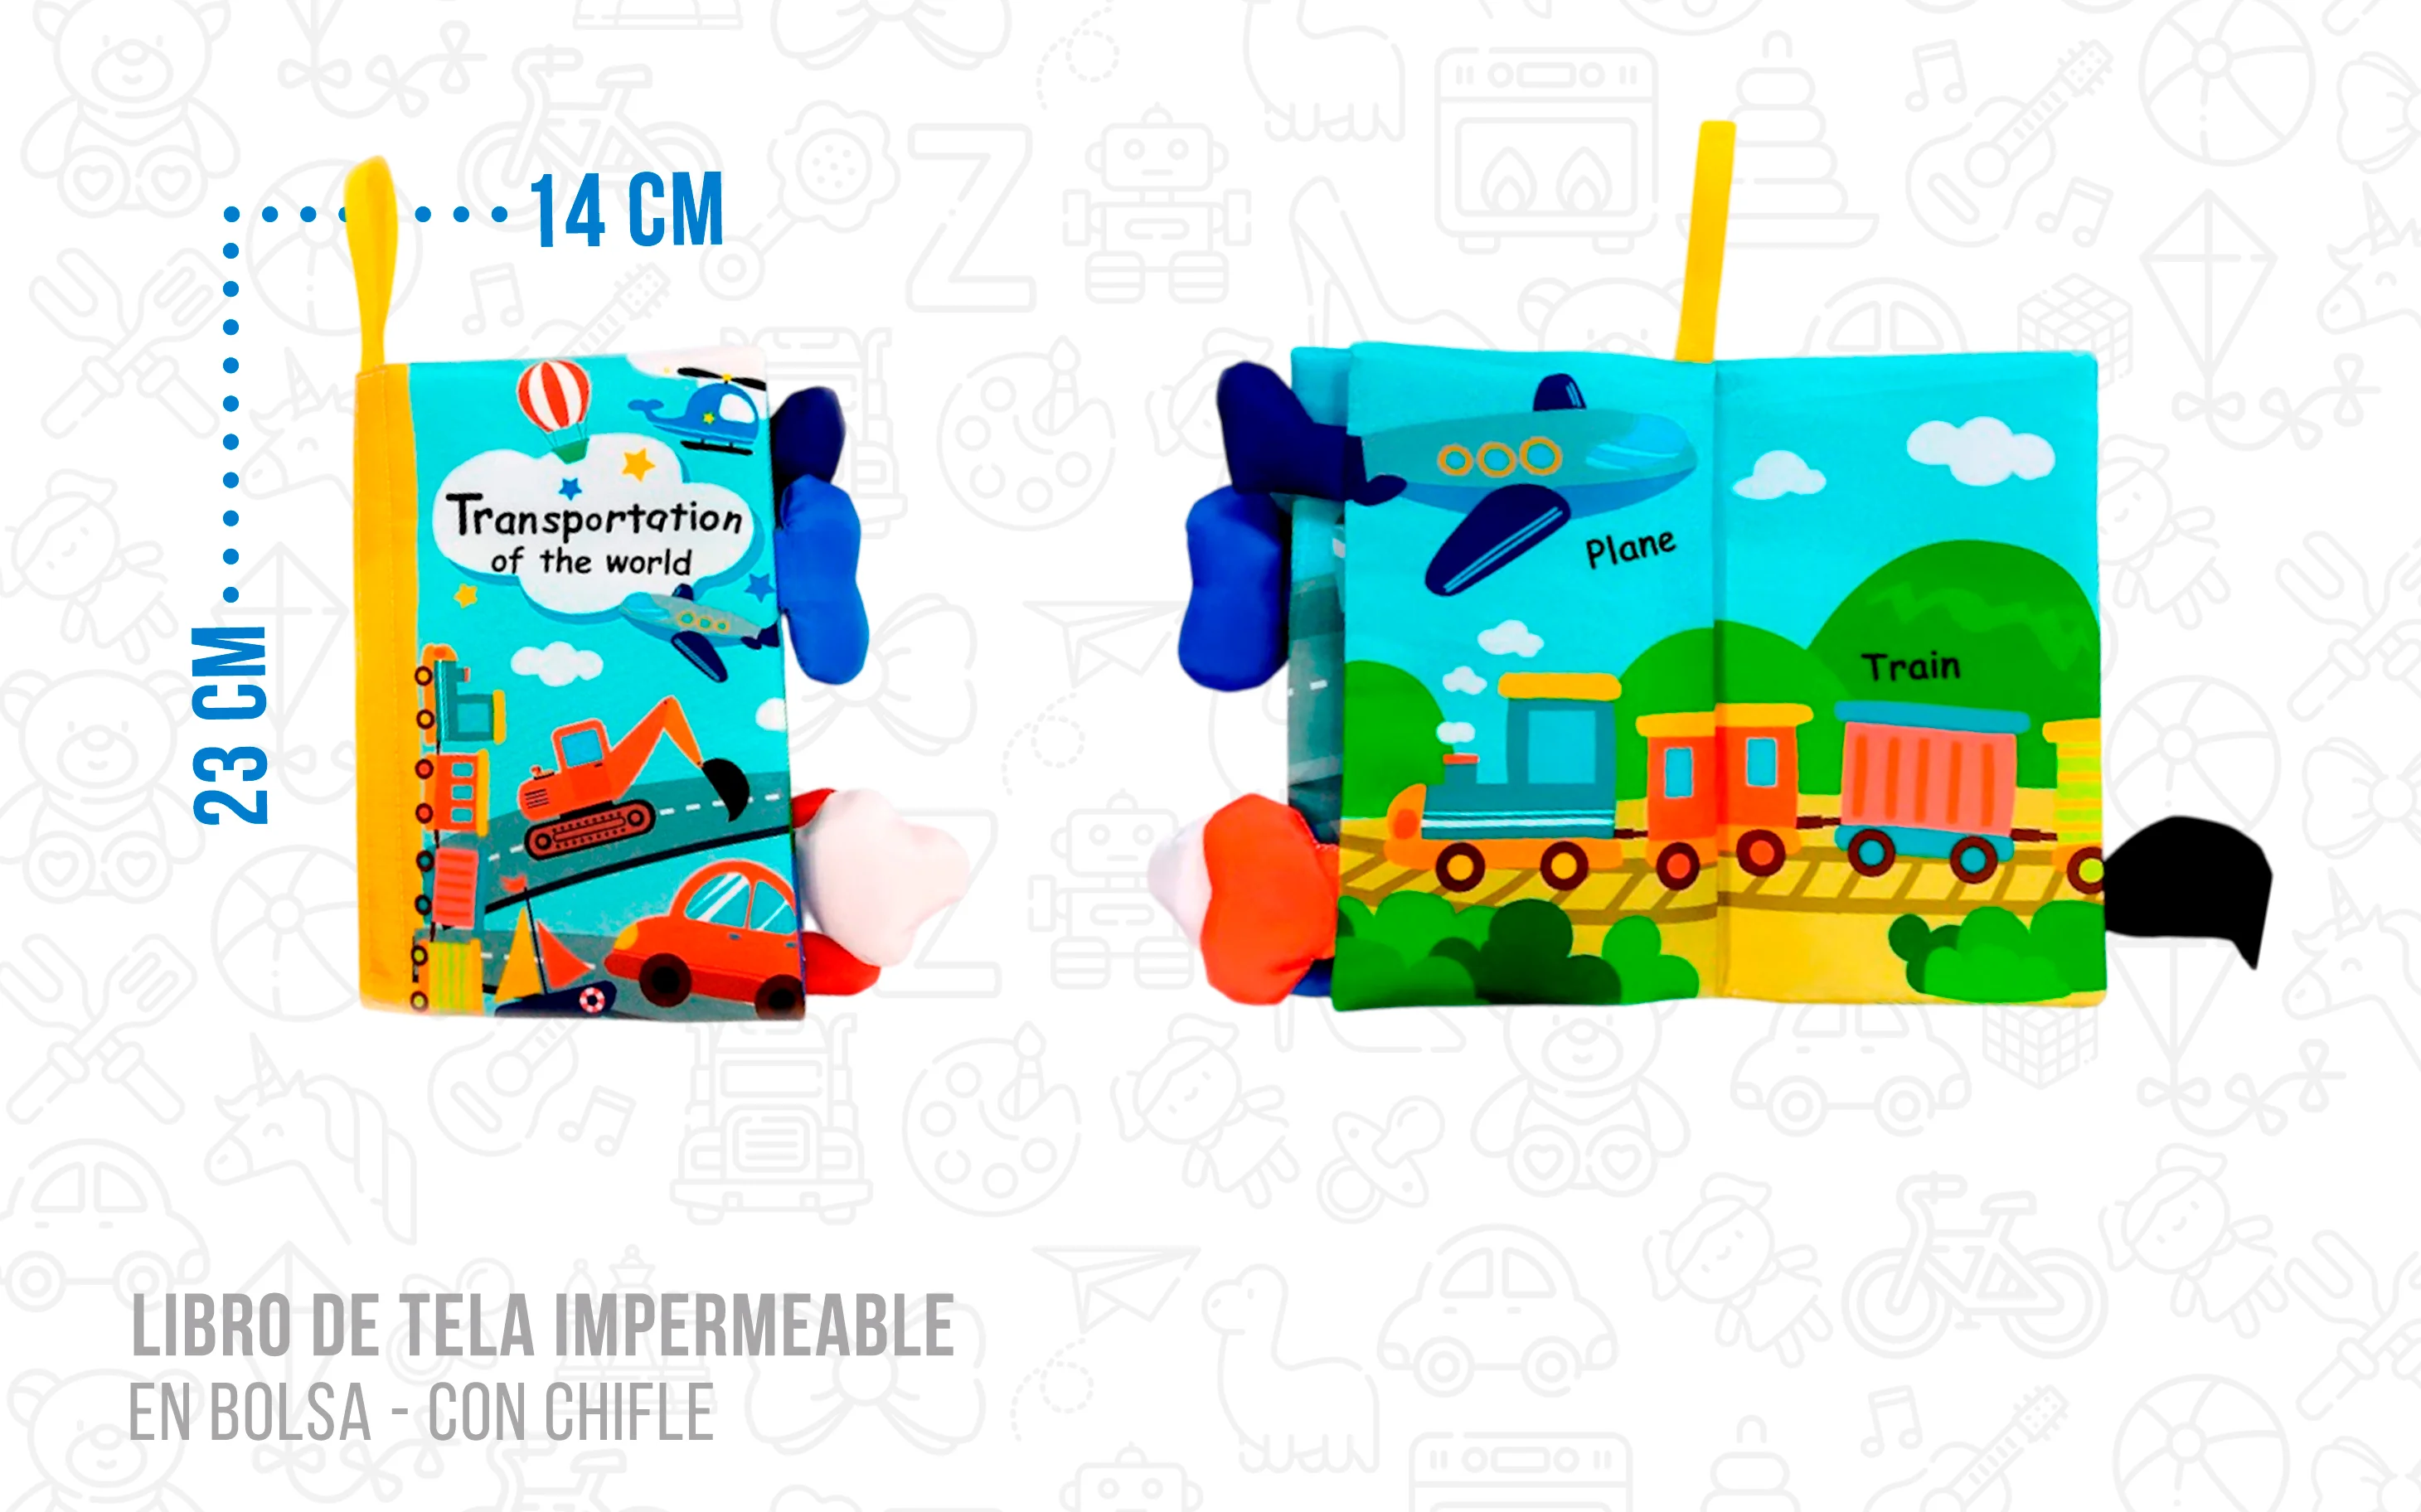 14 CM
23 CM
Transportation
of the world
Plane
Train
LIBRO DE TELA IMPERMEABLE
EN BOLSA - CON CHIFLE